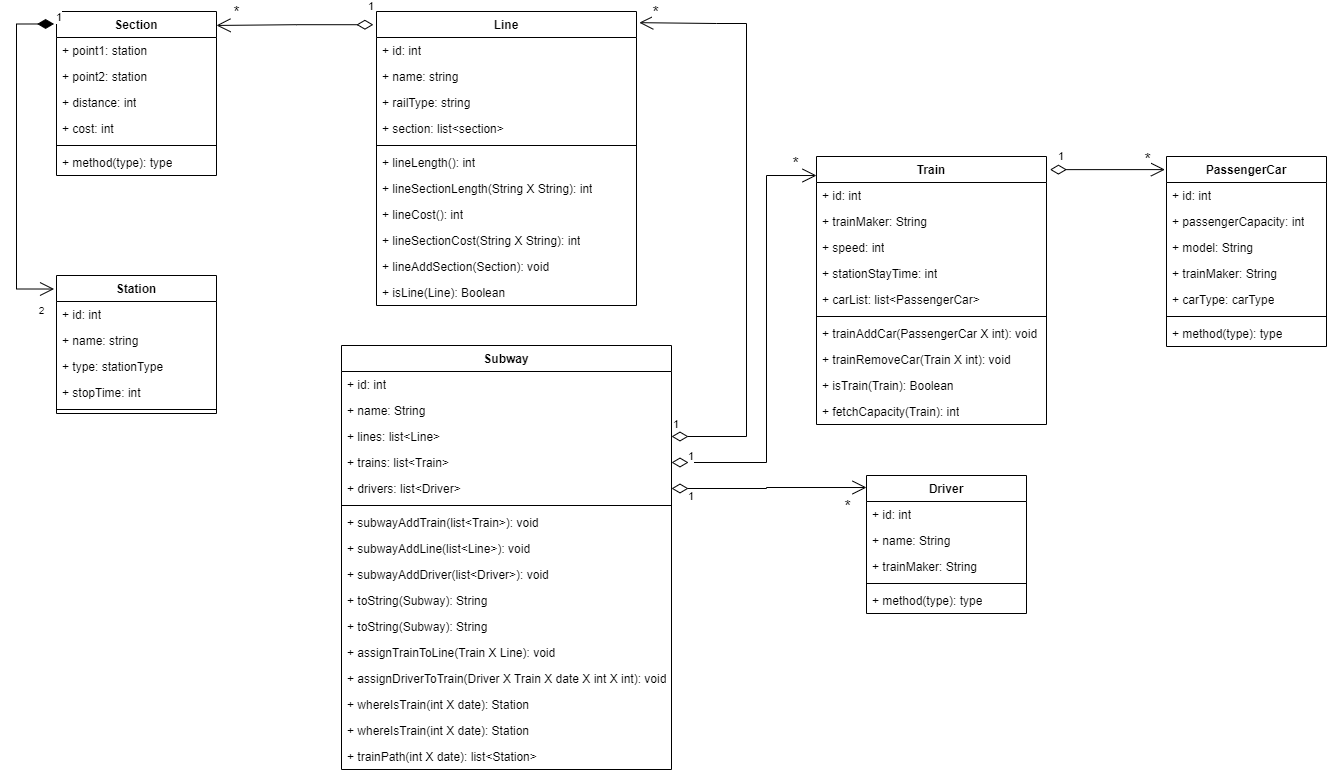 1
Section
+ point1: station
+ point2: station
+ distance: int
+ cost: int
+ method(type): type
*
1
Line
+ id: int
+ name: string
+ railType: string
+ section: list<section>
+ lineLength(): int
+ lineSectionLength(String X String): int
+ lineCost(): int
+ lineSectionCost(String X String): int
+ lineAddSection(Section): void
+ isLine(Line): Boolean
*
2
Station
+ id: int
+ name: string
+ type: stationType
+ stopTime: int
*
Train
+ id: int
+ trainMaker: String
+ speed: int
+ stationStayTime: int
+ carList: list<PassengerCar>
+ trainAddCar(PassengerCar X int): void
+ trainRemoveCar(Train X int): void
+ isTrain(Train): Boolean
+ fetchCapacity(Train): int
1
*
PassengerCar
+ id: int
+ passengerCapacity: int
+ model: String
+ trainMaker: String
+ carType: carType
+ method(type): type
Subway
+ id: int
+ name: String
+ lines: list<Line>
+ trains: list<Train>
+ drivers: list<Driver>
+ subwayAddTrain(list<Train>): void
+ subwayAddLine(list<Line>): void
+ subwayAddDriver(list<Driver>): void
+ toString(Subway): String
+ toString(Subway): String
+ assignTrainToLine(Train X Line): void
+ assignDriverToTrain(Driver X Train X date X int X int): void
+ whereIsTrain(int X date): Station
+ whereIsTrain(int X date): Station
+ trainPath(int X date): list<Station>
1
1
1
*
Driver
+ id: int
+ name: String
+ trainMaker: String
+ method(type): type